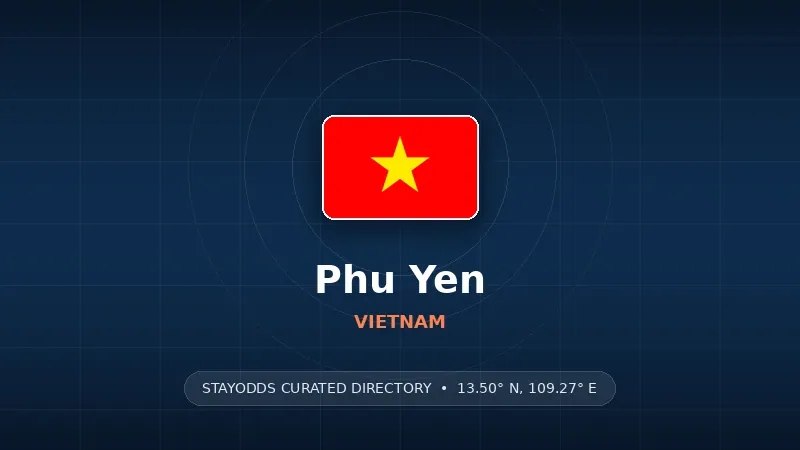 Phu Yen
VIETNAM
STAYODDS CURATED DIRECTORY • 13.50° N, 109.27° E